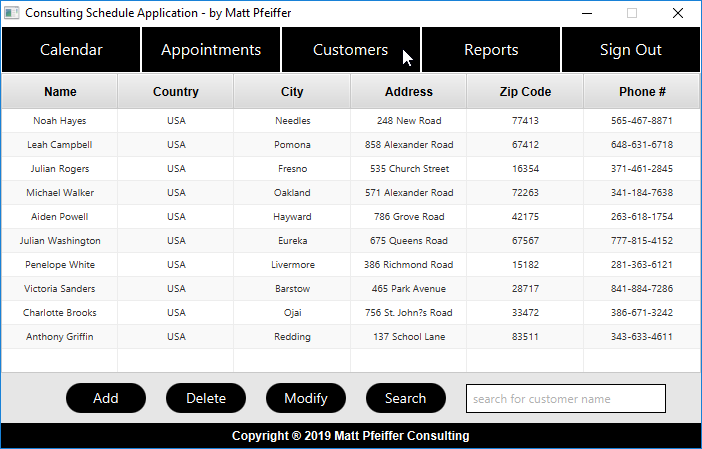 Consulting Schedule Application - by Matt Pfeiffer
Calendar Appointments Customers Reports Sign Out
Name Country City Address Zip Code Phone #
Noah Hayes USA Needles 248 New Road 77413 565-467-8871
Leah Campbell USA Pomona 858 Alexander Road 67412 648-631-6718
Julian Rogers USA Fresno 535 Church Street 16354 371-461-2845
Michael Walker USA Oakland 571 Alexander Road 72263 341-184-7638
Aiden Powell USA Hayward 786 Grove Road 42175 263-618-1754
Julian Washington USA Eureka 675 Queens Road 67567 777-815-4152
Penelope White USA Livermore 386 Richmond Road 15182 281-363-6121
Victoria Sanders USA Barstow 465 Park Avenue 28717 841-884-7286
Charlotte Brooks USA Ojai 756 St. John?s Road 33472 386-671-3242
Anthony Griffin USA Redding 137 School Lane 83511 343-633-4611
Add Delete Modify Search search for customer name
Copyright ® 2019 Matt Pfeiffer Consulting